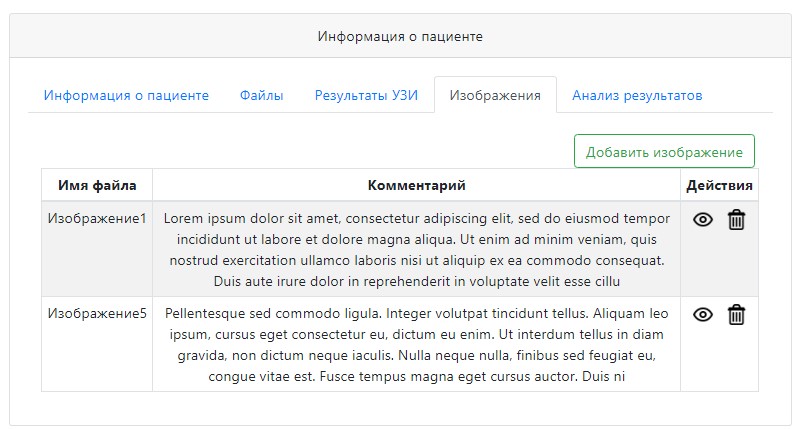 Информация о пациенте
Информация о пациенте Файлы Результаты УЗИ Изображения Анализ результатов
Добавить изображение
Имя файла Комментарий Действия
Изображение1 Lorem ipsum dolor sit amet, consectetur adipiscing elit, sed do eiusmod tempor
incididunt ut labore et dolore magna aliqua. Ut enim ad minim veniam, quis
nostrud exercitation ullamco laboris nisi ut aliquip ex ea commodo consequat.
Duis aute irure dolor in reprehenderit in voluptate velit esse cillu
Изображение5 Pellentesque sed commodo ligula. Integer volutpat tincidunt tellus. Aliquam leo
ipsum, cursus eget consectetur eu, dictum eu enim. Ut interdum tellus in diam
gravida, non dictum neque iaculis. Nulla neque nulla, finibus sed feugiat eu,
congue vitae est. Fusce tempus magna eget cursus auctor. Duis ni